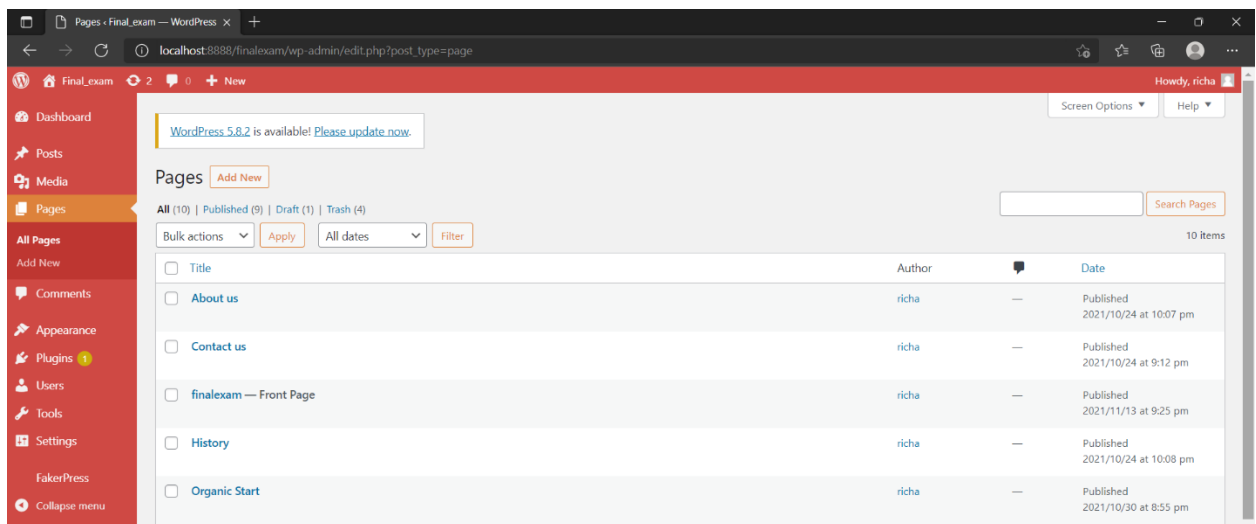 Pages ‹ Final_exam — WordPress
localhost:8888/finalexam/wp-admin/edit.php?post_type=page
Final_exam 2 0 + New Howdy, richa
Screen Options ▼ Help ▼
Dashboard
Posts
Media
Pages
All Pages
Add New
Comments
Appearance
Plugins 1
Users
Tools
Settings
FakerPress
Collapse menu
WordPress 5.8.2 is available! Please update now.
Pages Add New
All (10) | Published (9) | Draft (1) | Trash (4)
Search Pages
Bulk actions Apply All dates Filter
10 items
Title Author Date
About us richa — Published
2021/10/24 at 10:07 pm
Contact us richa — Published
2021/10/24 at 9:12 pm
finalexam — Front Page richa — Published
2021/11/13 at 9:25 pm
History richa — Published
2021/10/24 at 10:08 pm
Organic Start richa — Published
2021/10/30 at 8:55 pm